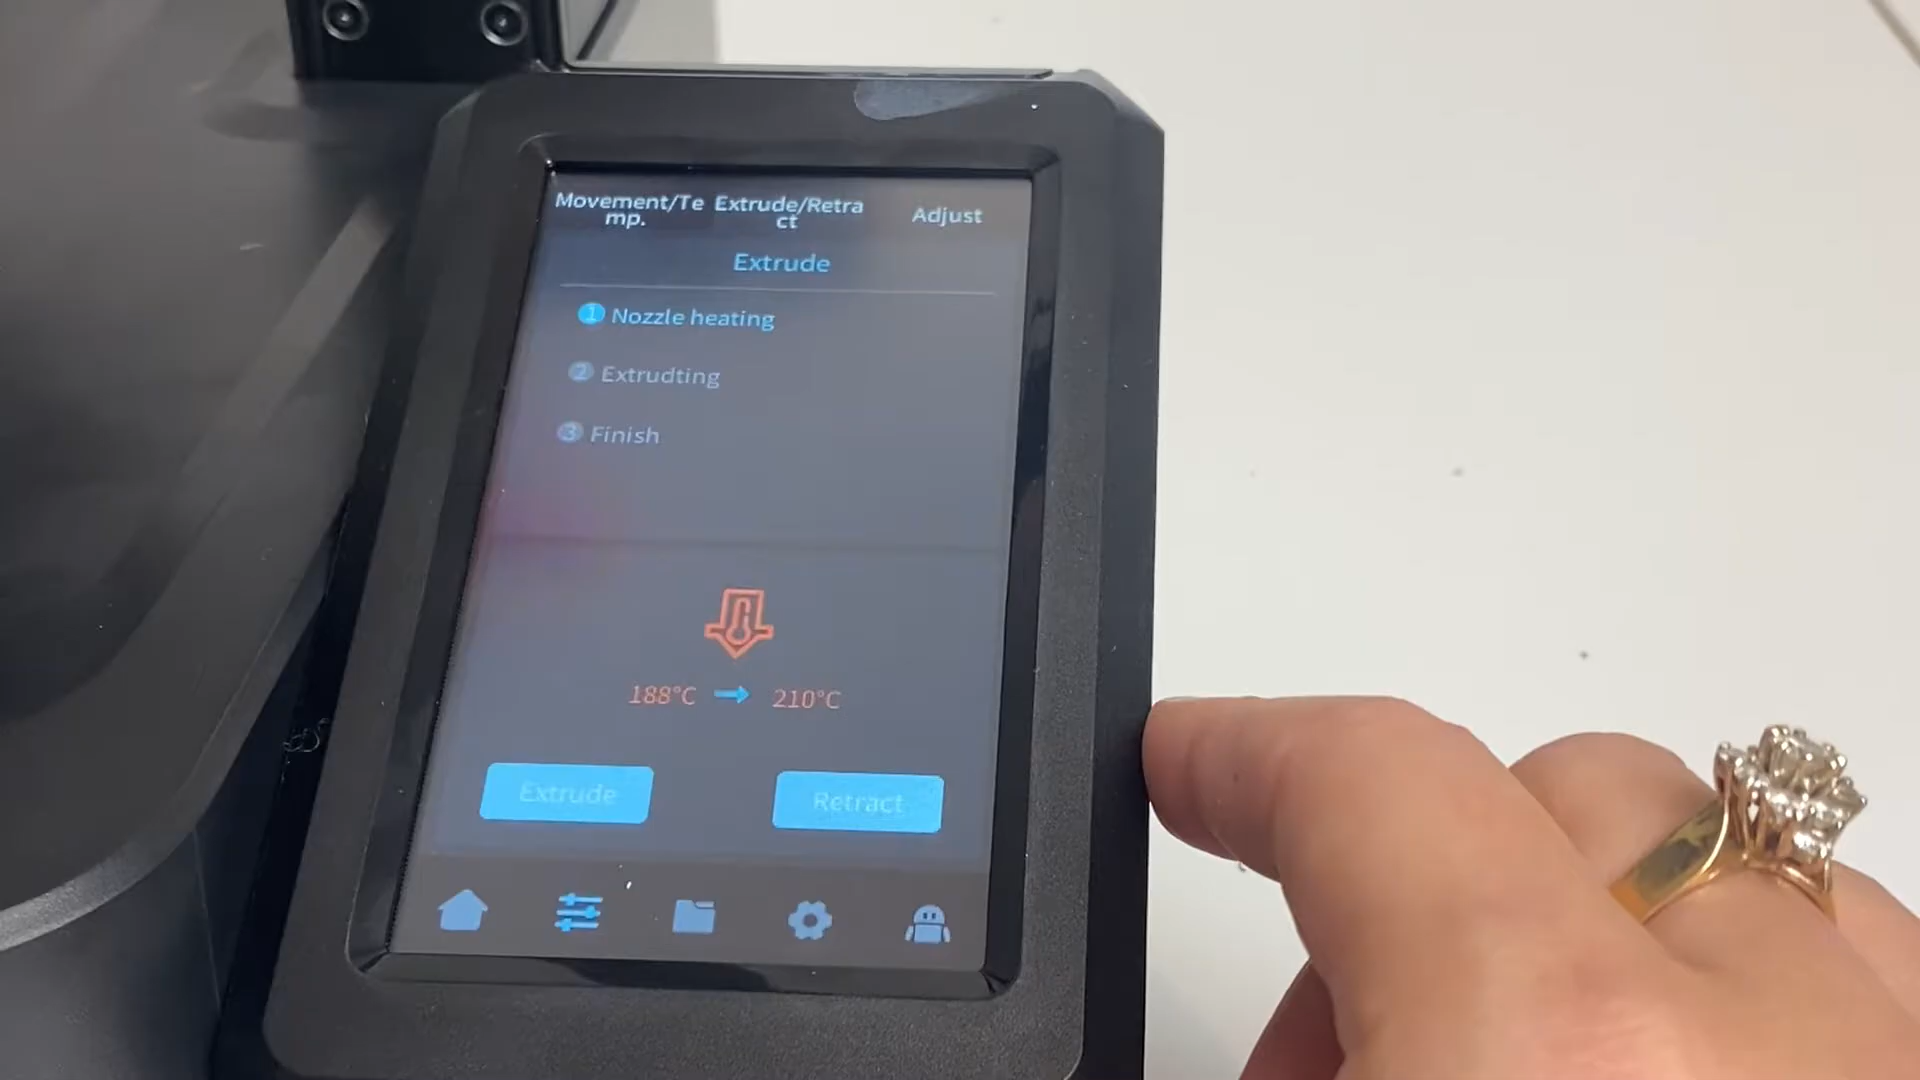 Movement/Te
mp.
Extrude/Retra
ct
Adjust
Extrude
1 Nozzle heating
2 Extrudting
3 Finish
188°C 210°C
Extrude
Retract